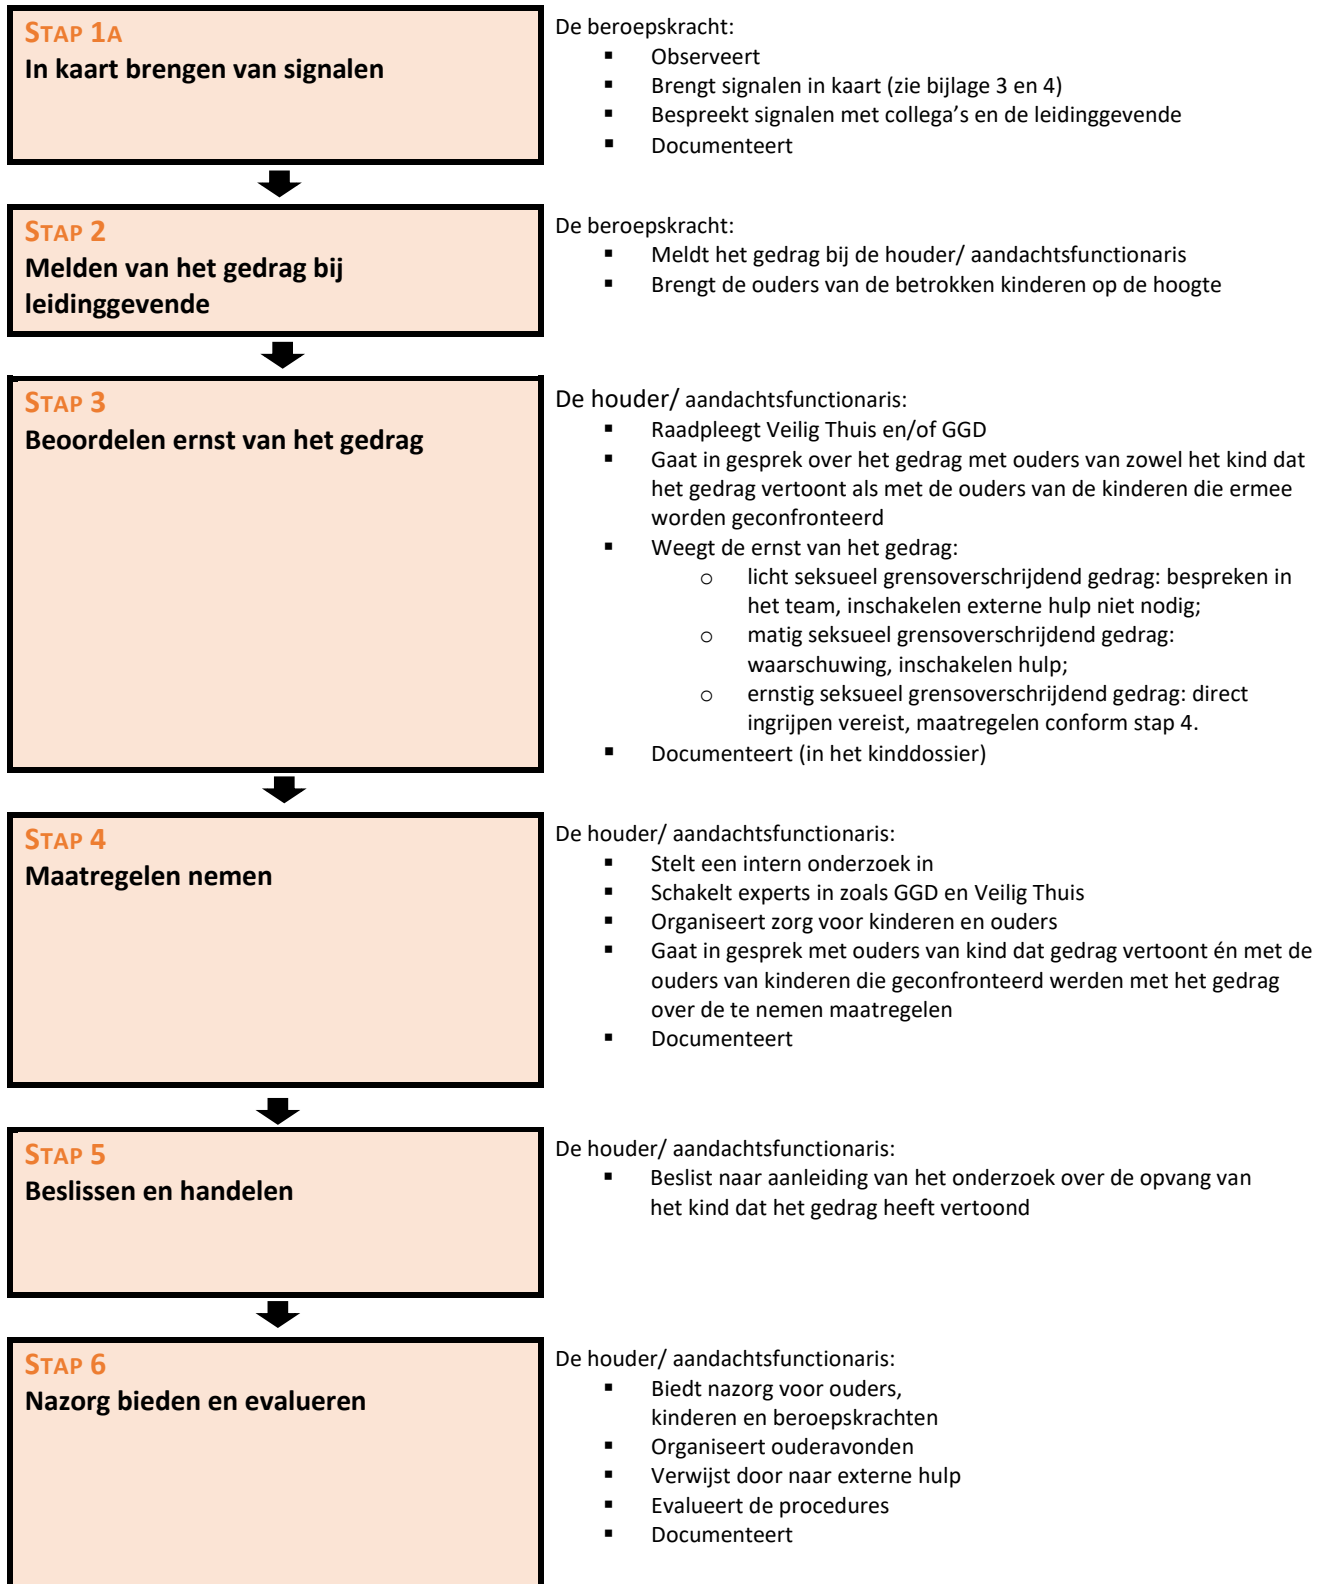 STAP 1A
In kaart brengen van signalen
De beroepskracht:
▪ Observeert
▪ Brengt signalen in kaart (zie bijlage 3 en 4)
▪ Bespreekt signalen met collega’s en de leidinggevende
▪ Documenteert
STAP 2
Melden van het gedrag bij
leidinggevende
De beroepskracht:
▪ Meldt het gedrag bij de houder/ aandachtsfunctionaris
▪ Brengt de ouders van de betrokken kinderen op de hoogte
STAP 3
Beoordelen ernst van het gedrag
De houder/ aandachtsfunctionaris:
▪ Raadpleegt Veilig Thuis en/of GGD
▪ Gaat in gesprek over het gedrag met ouders van zowel het kind dat
het gedrag vertoont als met de ouders van de kinderen die ermee
worden geconfronteerd
▪ Weegt de ernst van het gedrag:
o licht seksueel grensoverschrijdend gedrag: bespreken in
het team, inschakelen externe hulp niet nodig;
o matig seksueel grensoverschrijdend gedrag:
waarschuwing, inschakelen hulp;
o ernstig seksueel grensoverschrijdend gedrag: direct
ingrijpen vereist, maatregelen conform stap 4.
▪ Documenteert (in het kinddossier)
STAP 4
Maatregelen nemen
De houder/ aandachtsfunctionaris:
▪ Stelt een intern onderzoek in
▪ Schakelt experts in zoals GGD en Veilig Thuis
▪ Organiseert zorg voor kinderen en ouders
▪ Gaat in gesprek met ouders van kind dat gedrag vertoont én met de
ouders van kinderen die geconfronteerd werden met het gedrag
over de te nemen maatregelen
▪ Documenteert
STAP 5
Beslissen en handelen
De houder/ aandachtsfunctionaris:
▪ Beslist naar aanleiding van het onderzoek over de opvang van
het kind dat het gedrag heeft vertoond
STAP 6
Nazorg bieden en evalueren
De houder/ aandachtsfunctionaris:
▪ Biedt nazorg voor ouders,
kinderen en beroepskrachten
▪ Organiseert ouderavonden
▪ Verwijst door naar externe hulp
▪ Evalueert de procedures
▪ Documenteert